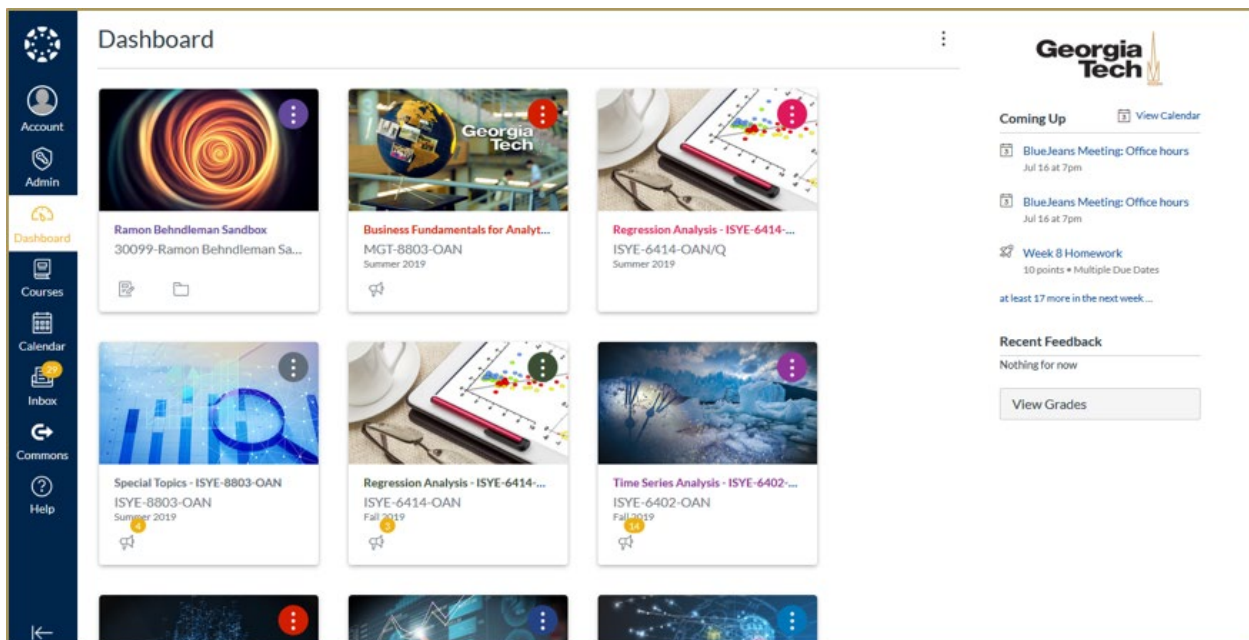 Dashboard
Account
Admin
Dashboard
Courses
Calendar
29
Inbox
Commons
Help
Georgia
Tech
Ramon Behndleman Sandbox
30099-Ramon Behndleman Sa...
Business Fundamentals for Analyt...
MGT-8803-OAN
Summer 2019
Regression Analysis - ISYE-6414-...
ISYE-6414-OAN/Q
Summer 2019
Special Topics - ISYE-8803-OAN
ISYE-8803-OAN
Summer 2019
4
Regression Analysis - ISYE-6414-...
ISYE-6414-OAN
Fall 2019
3
Time Series Analysis - ISYE-6402-...
ISYE-6402-OAN
Fall 2019
14
Georgia
Tech
Coming Up
View Calendar
BlueJeans Meeting: Office hours
Jul 16 at 7pm
BlueJeans Meeting: Office hours
Jul 16 at 7pm
Week 8 Homework
10 points • Multiple Due Dates
at least 17 more in the next week ...
Recent Feedback
Nothing for now
View Grades